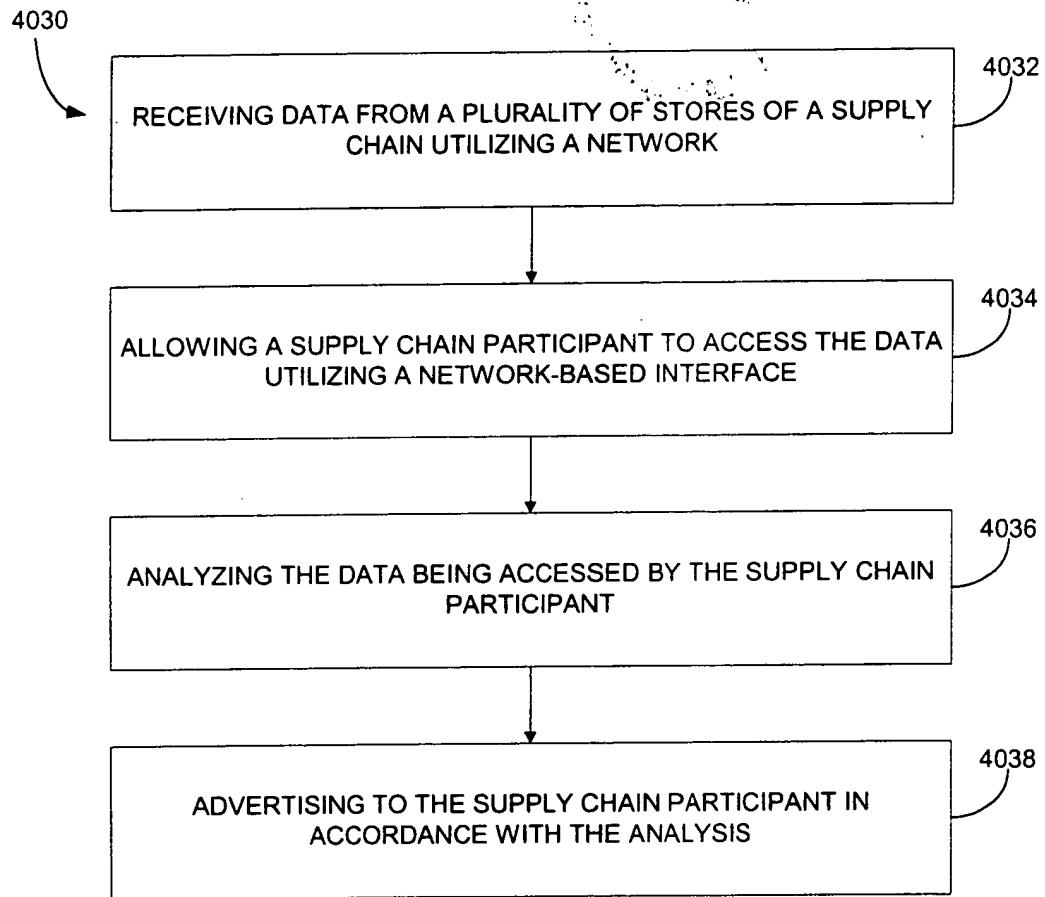 4030
4032
RECEIVING DATA FROM A PLURALITY OF STORES OF A SUPPLY
CHAIN UTILIZING A NETWORK
4034
ALLOWING A SUPPLY CHAIN PARTICIPANT TO ACCESS THE DATA
UTILIZING A NETWORK-BASED INTERFACE
4036
ANALYZING THE DATA BEING ACCESSED BY THE SUPPLY CHAIN
PARTICIPANT
4038
ADVERTISING TO THE SUPPLY CHAIN PARTICIPANT IN
ACCORDANCE WITH THE ANALYSIS